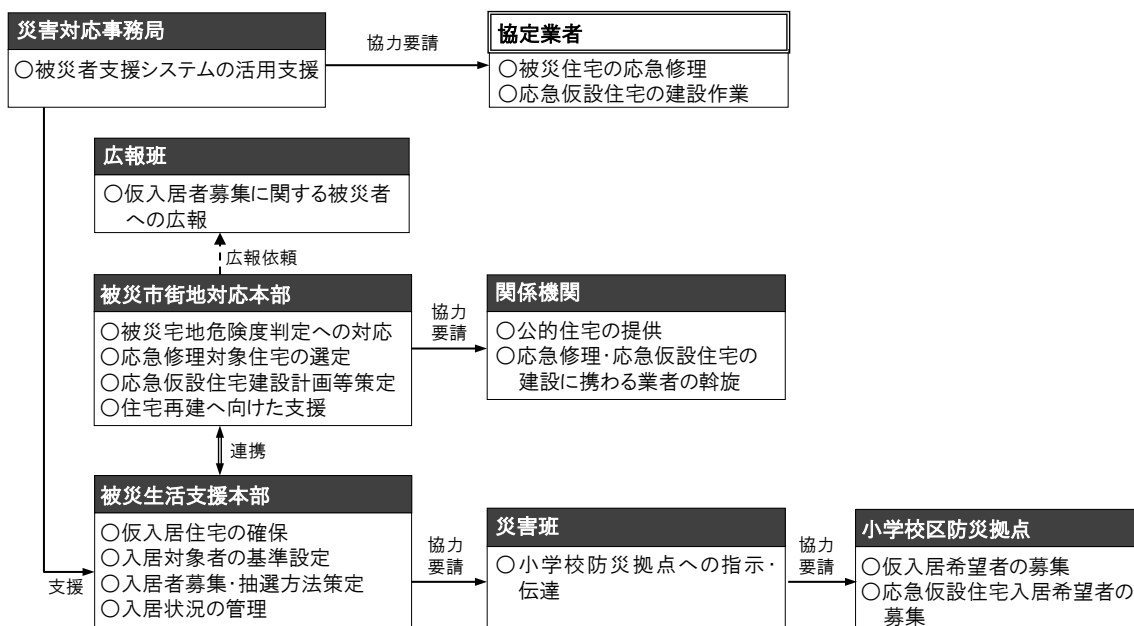 災害対応事務局
○被災者支援システムの活用支援
協力要請
協定業者
○被災住宅の応急修理
○応急仮設住宅の建設作業
広報班
○仮入居者募集に関する被災者
への広報
広報依頼
被災市街地対応本部
○被災宅地危険度判定への対応
○応急修理対象住宅の選定
○応急仮設住宅建設計画等策定
○住宅再建へ向けた支援
協力
要請
関係機関
○公的住宅の提供
○応急修理・応急仮設住宅の
建設に携わる業者の斡旋
連携
被災生活支援本部
○仮入居住宅の確保
○入居対象者の基準設定
○入居者募集・抽選方法策定
○入居状況の管理
支援
協力
要請
災害班
○小学校防災拠点への指示・
伝達
協力
要請
小学校区防災拠点
○仮入居希望者の募集
○応急仮設住宅入居希望者の
募集